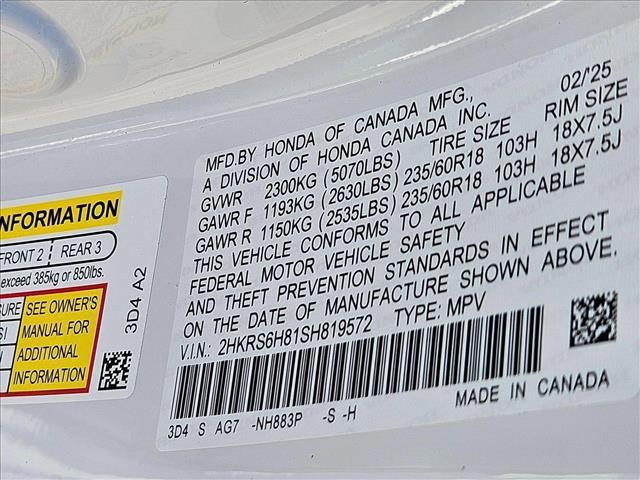 INFORMATION
FRONT 2 REAR 3
exceed 385kg or 850lbs.
SEE OWNER'S
MANUAL FOR
ADDITIONAL
INFORMATION
3D4 A2
MFD.BY HONDA OF CANADA MFG., 02/'25
A DIVISION OF HONDA CANADA INC.
TIRE SIZE RIM SIZE
GVWR 2300KG (5070LBS)
GAWR F 1193KG (2630LBS) 235/60R18 103H 18X7.5J
GAWR R 1150KG (2535LBS) 235/60R18 103H 18X7.5J
THIS VEHICLE CONFORMS TO ALL APPLICABLE
FEDERAL MOTOR VEHICLE SAFETY
AND THEFT PREVENTION STANDARDS IN EFFECT
ON THE DATE OF MANUFACTURE SHOWN ABOVE.
V.I.N.: 2HKRS6H81SH819572 TYPE: MPV
3D4 S AG7 -NH883P -S -H
MADE IN CANADA